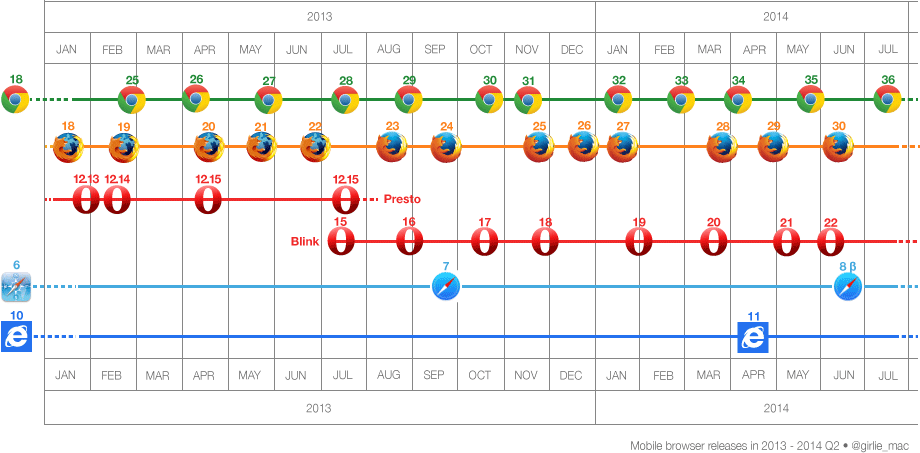 2013 2014
JAN FEB MAR APR MAY JUN JUL AUG SEP OCT NOV DEC JAN FEB MAR APR MAY JUN JUL
18 25 26 27 28 29 30 31 32 33 34 35 36
18 19 20 21 22 23 24 25 26 27 28 29 30
12.13 12.14 12.15 12.15
Presto
15 16 17 18 19 20 21 22
Blink
6 7 8 β
10 11
JAN FEB MAR APR MAY JUN JUL AUG SEP OCT NOV DEC JAN FEB MAR APR MAY JUN JUL
2013 2014
Mobile browser releases in 2013 - 2014 Q2 • @girlie_mac